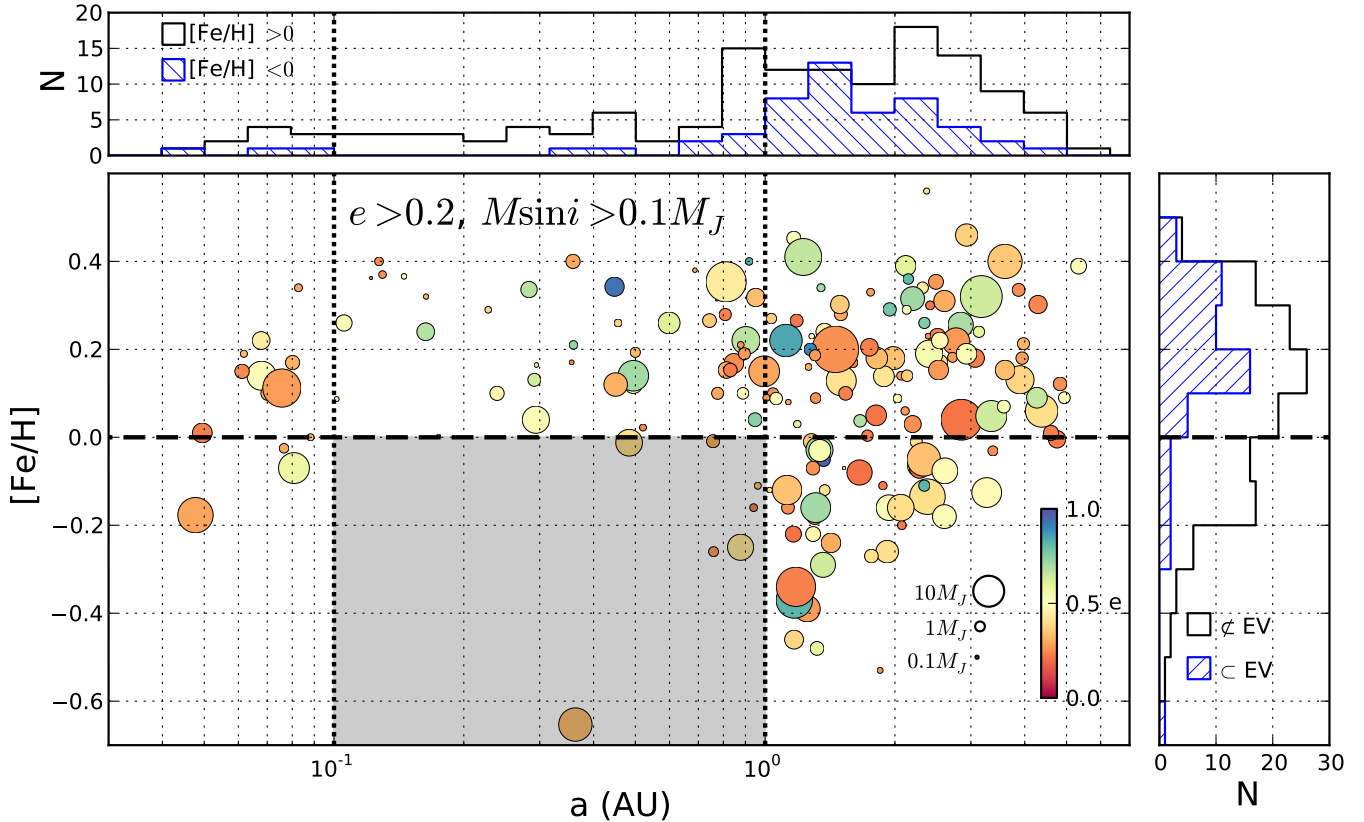 20
15
10
5
0
N
[Fe/H] >0
[Fe/H] <0
e >0.2, M sin i >0.1M_J
0.4
0.2
0.0
−0.2
−0.4
−0.6
[Fe/H]
10^-1
10^0
a (AU)
1.0
0.5 e
0.0
10M_J
1M_J
0.1M_J
⊄ EV
⊂ EV
0 10 20 30
N